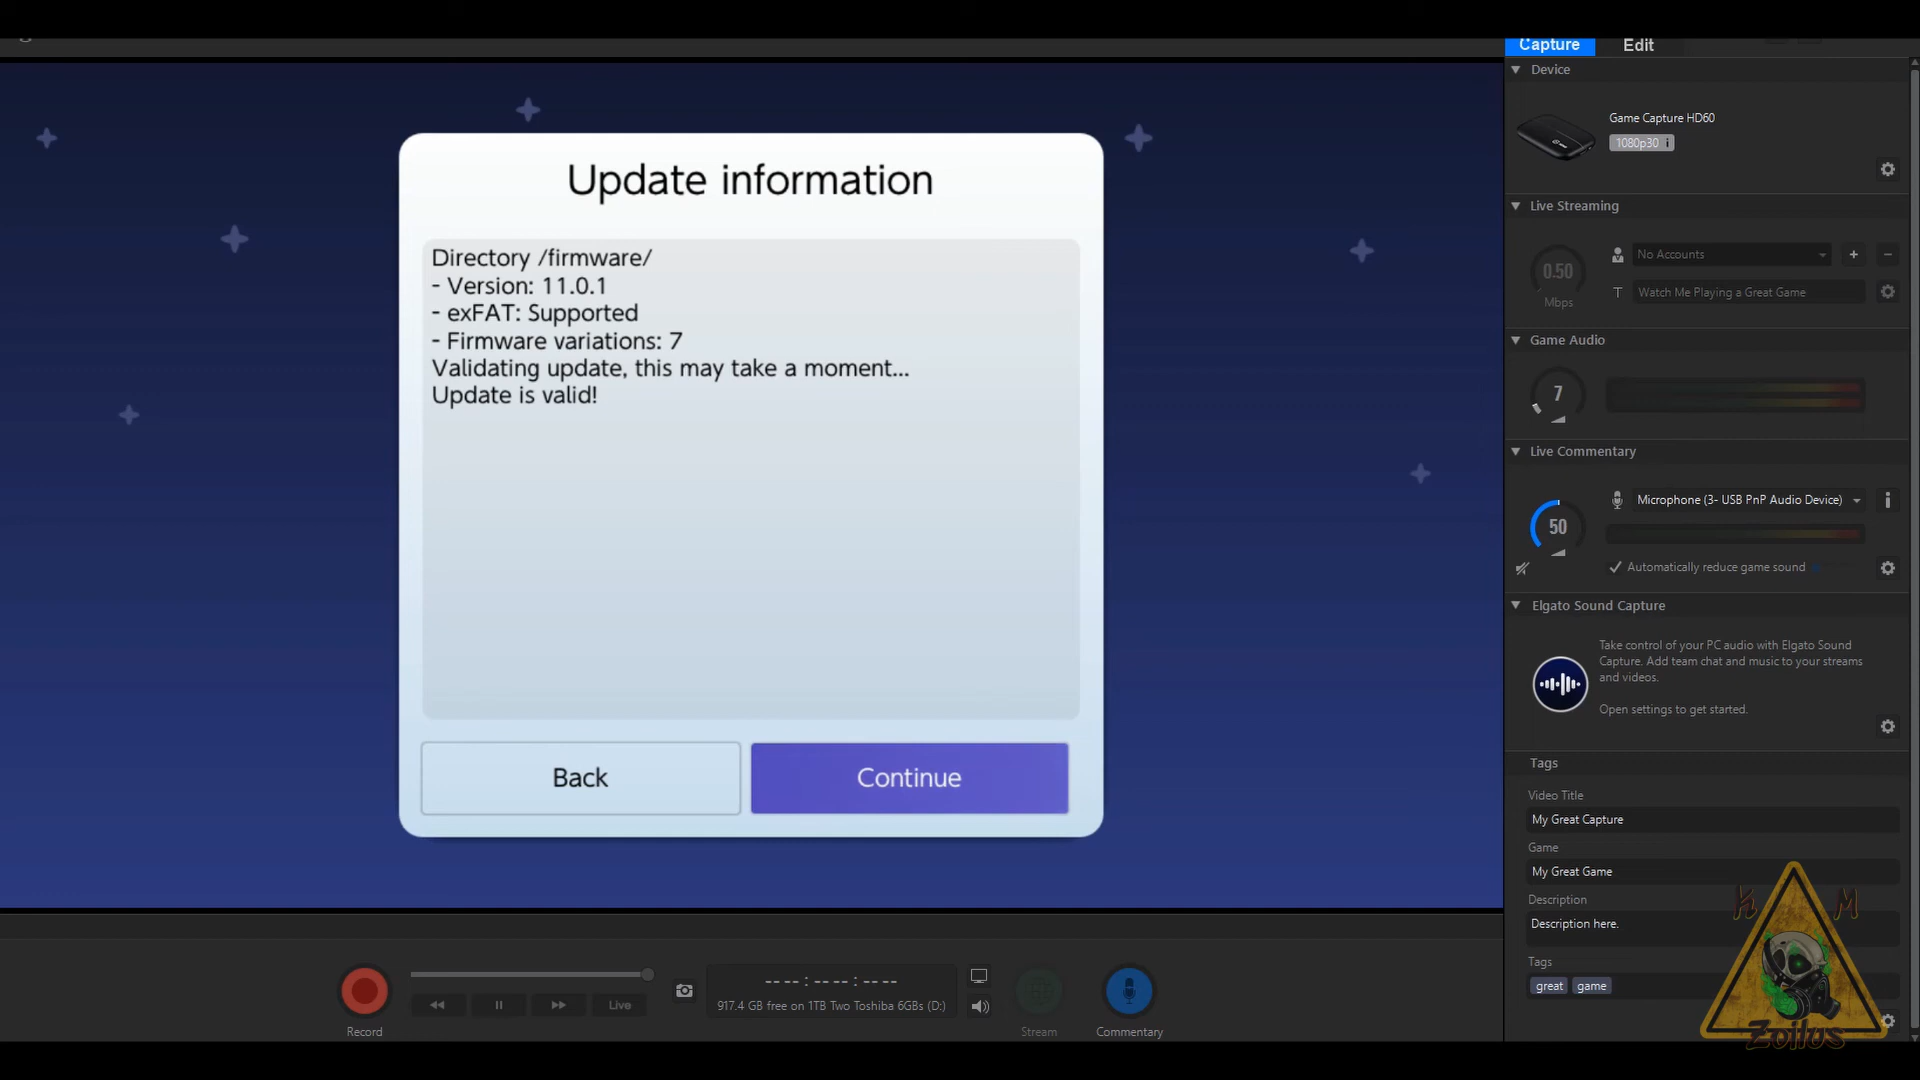 Capture Edit
Device
Game Capture HD60
1080p30 i
Live Streaming
0.50
Mbps
No Accounts
T Watch Me Playing a Great Game
Game Audio
7
Live Commentary
50
Microphone (3- USB PnP Audio Device)
Automatically reduce game sound
Elgato Sound Capture
Take control of your PC audio with Elgato Sound
Capture. Add team chat and music to your streams
and videos.
Open settings to get started.
Tags
Video Title
My Great Capture
Game
My Great Game
Description
Description here.
Tags
great game
K M
Zoilus
Update information
Directory /firmware/
- Version: 11.0.1
- exFAT: Supported
- Firmware variations: 7
Validating update, this may take a moment...
Update is valid!
Back Continue
Record
Live
-- -- : -- -- : -- --
917.4 GB free on 1TB Two Toshiba 6GBs (D:)
Stream
Commentary